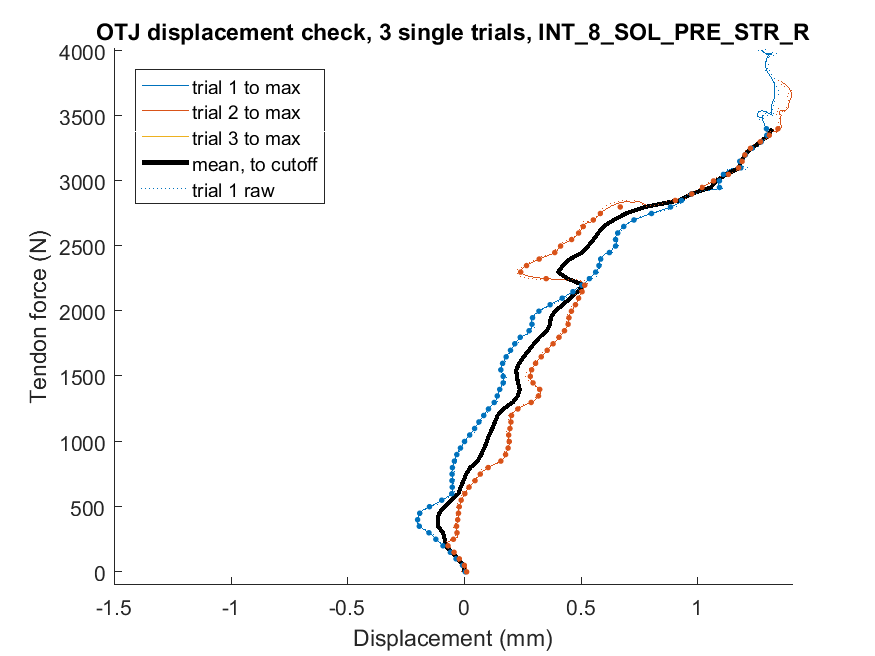 OTJ displacement check, 3 single trials, INT_8_SOL_PRE_STR_R
4000
3500
3000
2500
2000
1500
1000
500
0
Tendon force (N)
trial 1 to max
trial 2 to max
trial 3 to max
mean, to cutoff
trial 1 raw
-1.5
-1
-0.5
0
0.5
1
Displacement (mm)